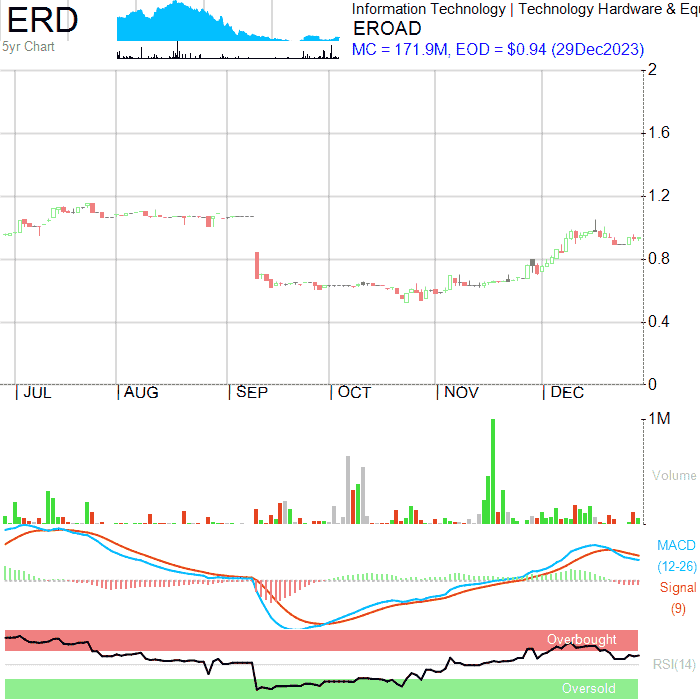 ERD
5yr Chart
Information Technology | Technology Hardware & Equ
EROAD
MC = 171.9M, EOD = $0.94 (29Dec2023)
2
1.6
1.2
0.8
0.4
0
JUL
AUG
SEP
OCT
NOV
DEC
1M
Volume
MACD
(12-26)
Signal
(9)
Overbought
RSI(14)
Oversold